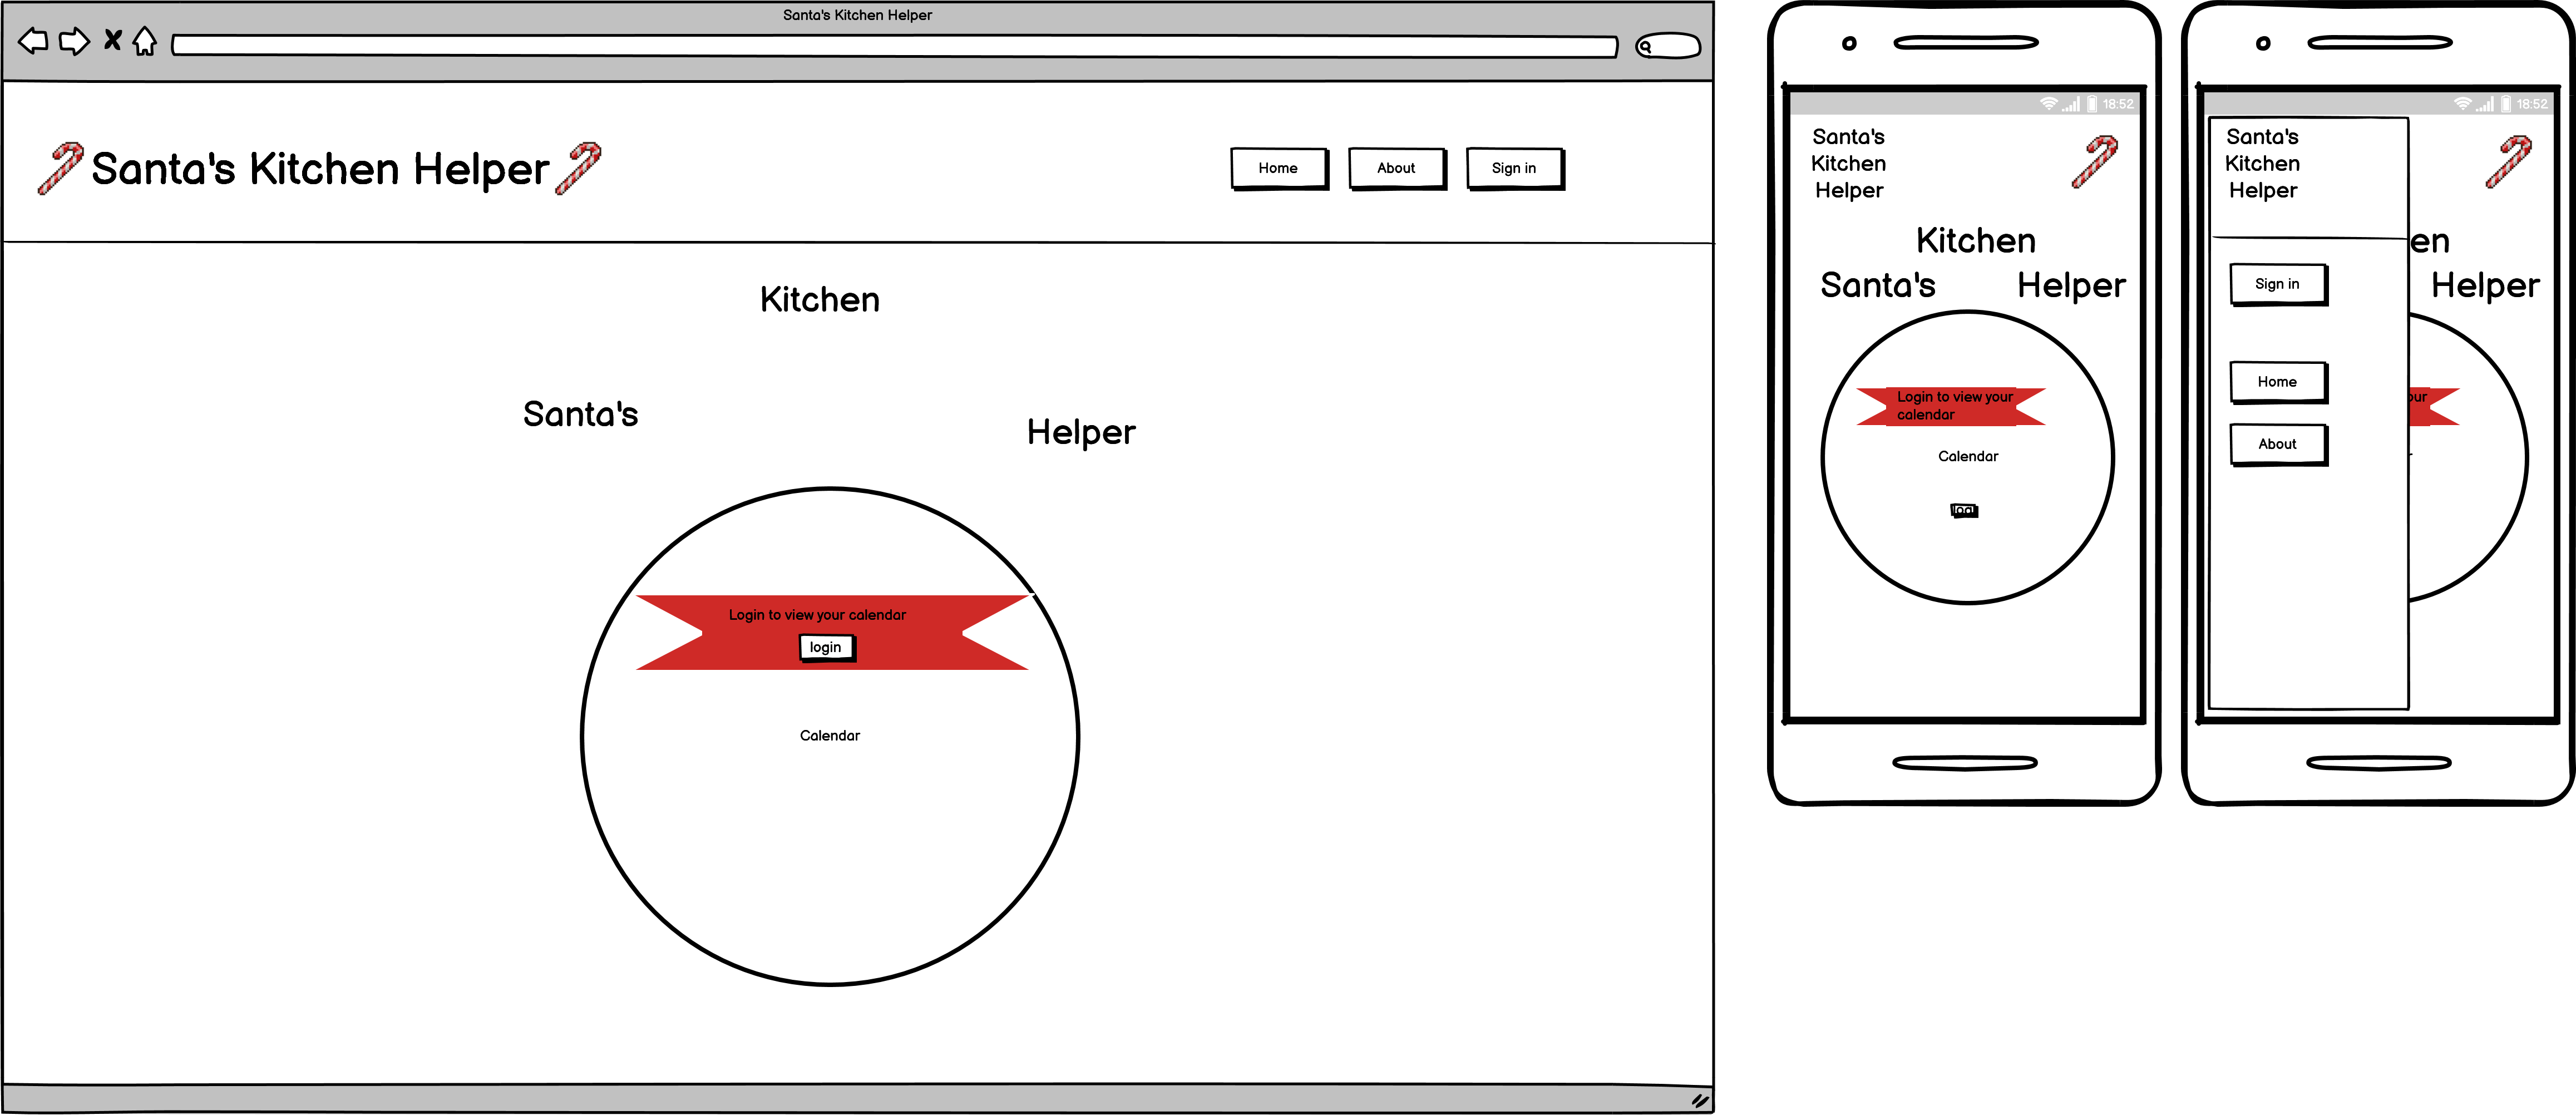 Santa's Kitchen Helper
Santa's Kitchen Helper
Home
About
Sign in
Kitchen
Santa's
Helper
Login to view your calendar
login
Calendar
18:52
Santa's
Kitchen
Helper
Kitchen
Santa's
Helper
Login to view your
calendar
Calendar
18:52
Santa's
Kitchen
Helper
en
Helper
Sign in
Home
our
About